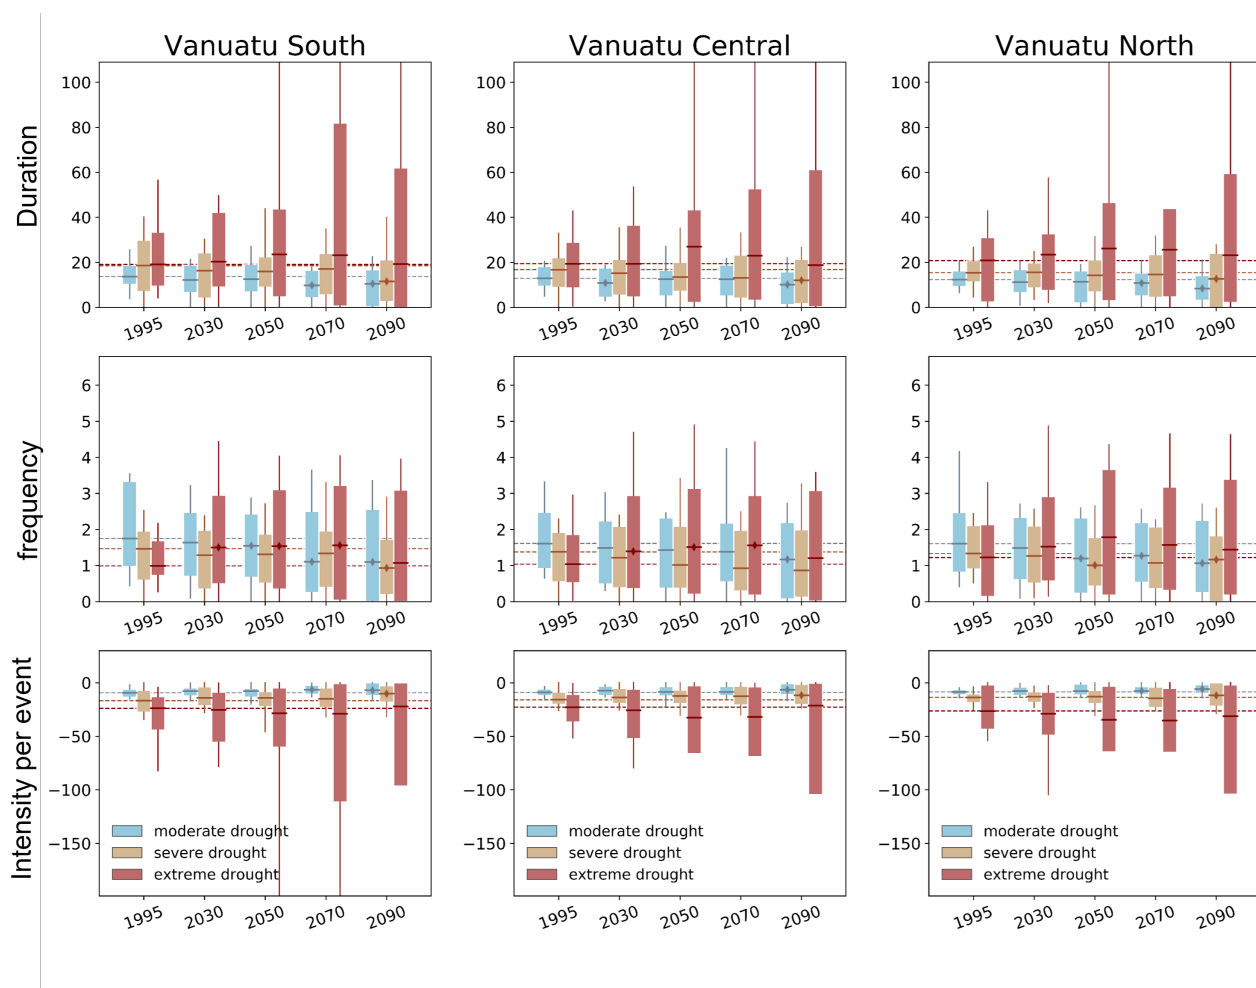 Vanuatu South
Vanuatu Central
Vanuatu North
Duration
100
80
60
40
20
0
1995 2030 2050 2070 2090
100
80
60
40
20
0
1995 2030 2050 2070 2090
100
80
60
40
20
0
1995 2030 2050 2070 2090
frequency
6
5
4
3
2
1
0
1995 2030 2050 2070 2090
6
5
4
3
2
1
0
1995 2030 2050 2070 2090
6
5
4
3
2
1
0
1995 2030 2050 2070 2090
Intensity per event
0
−50
−100
−150
moderate drought
severe drought
extreme drought
1995 2030 2050 2070 2090
0
−50
−100
−150
moderate drought
severe drought
extreme drought
1995 2030 2050 2070 2090
0
−50
−100
−150
moderate drought
severe drought
extreme drought
1995 2030 2050 2070 2090